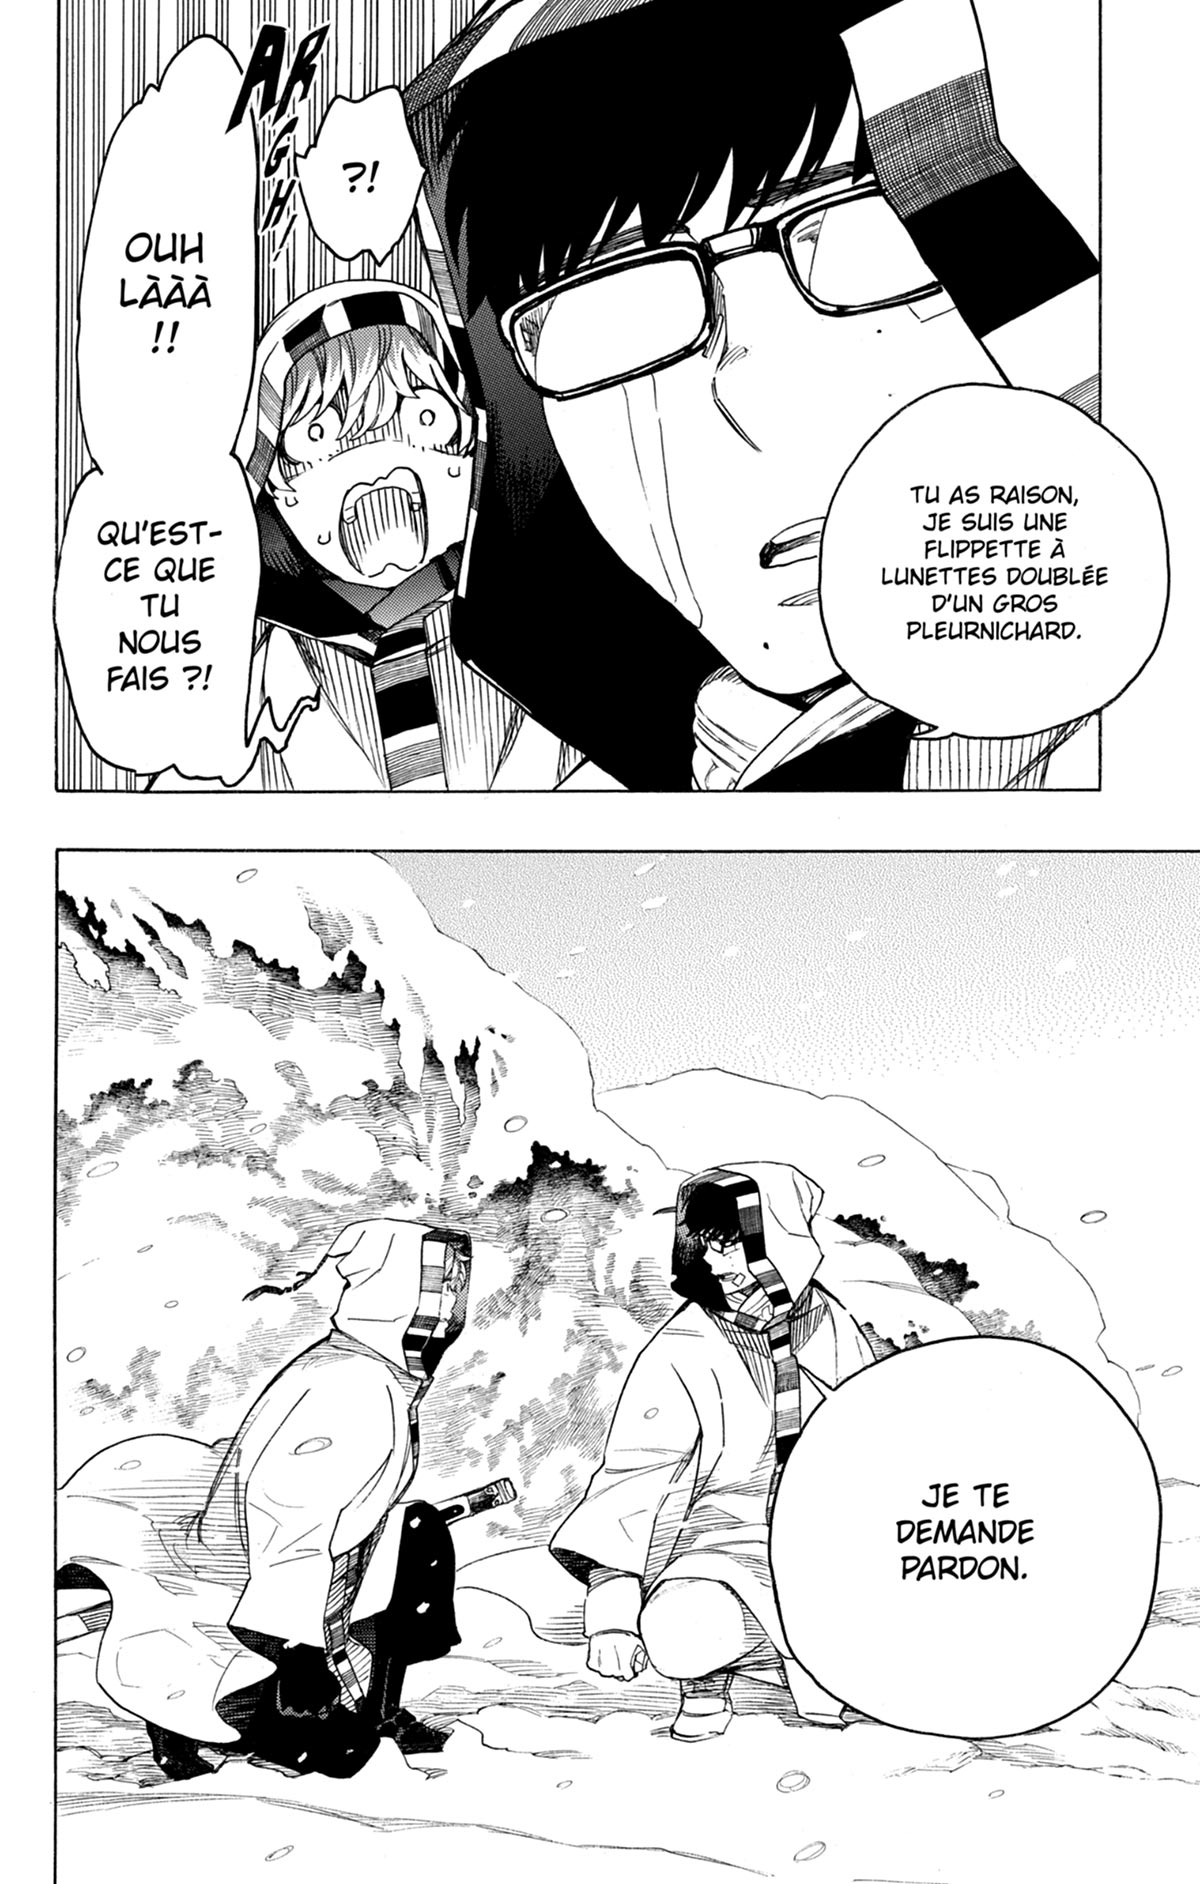 TU AS RAISON,
JE SUIS UNE
FLIPPETTE À
LUNETTES DOUBLÉE
D'UN GROS
PLEURNICHARD.
?!
ARGH!
OUH
LÀÀÀ
!!
QU'EST-
CE QUE
TU
NOUS
FAIS ?!
JE TE
DEMANDE
PARDON.